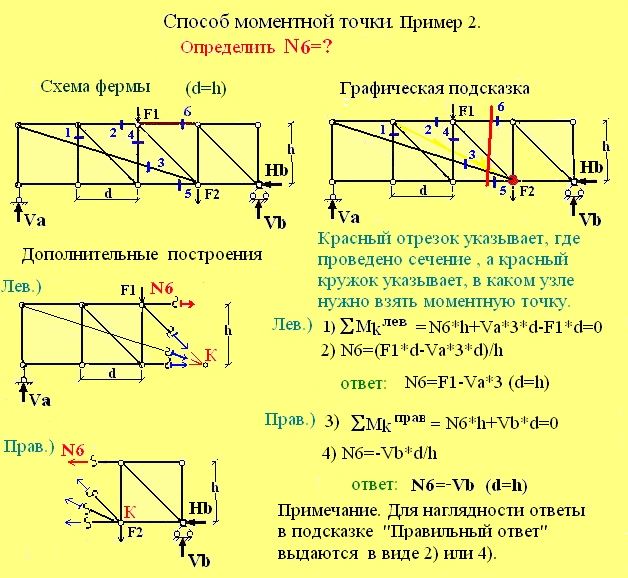 Способ моментной точки. Пример 2.
Определить N6=?
Схема фермы (d=h)
Графическая подсказка
F1
6
1
2
4
3
5
F2
d
h
Va
Hb
Vb
F1
6
1
2
4
3
5
F2
d
h
Va
Hb
Vb
Дополнительные построения
Лев.)
F1
N6
K
d
h
Va
Красный отрезок указывает, где
проведено сечение , а красный
кружок указывает, в каком узле
нужно взять моментную точку.
Лев.) 1) ∑Mk лев =N6*h+Va*3*d-F1*d=0
2) N6=(F1*d-Va*3*d)/h
ответ: N6=F1-Va*3 (d=h)
Прав.) 3) ∑Mk прав = N6*h+Vb*d=0
4) N6=-Vb*d/h
ответ: N6=-Vb (d=h)
Прав.)
N6
K
F2
h
Hb
Vb
Примечание. Для наглядности ответы
в подсказке "Правильный ответ"
выдаются в виде 2) или 4).